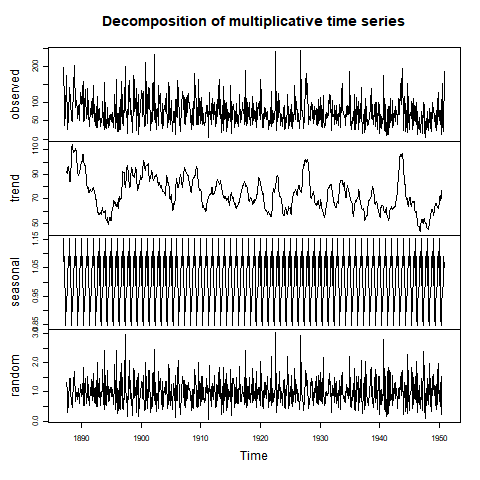 Decomposition of multiplicative time series
observed
0 50 100 200
trend
50 70 90 110
seasonal
0.85 0.95 1.05 1.15
random
0.0 1.0 2.0 3.0
1890 1900 1910 1920 1930 1940 1950
Time